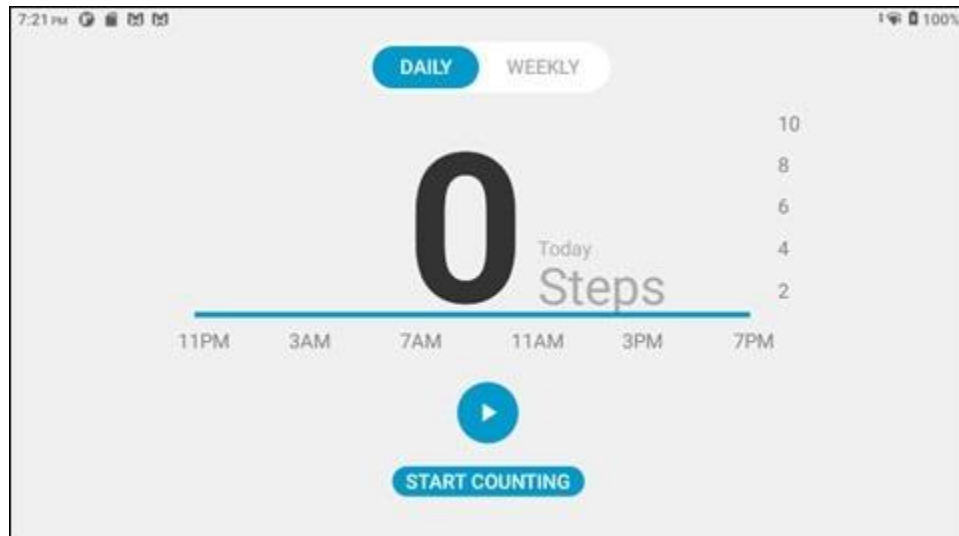 7:21 PM 100%
DAILY WEEKLY
10
8
6
4
2
0 Today
Steps
11PM 3AM 7AM 11AM 3PM 7PM
START COUNTING